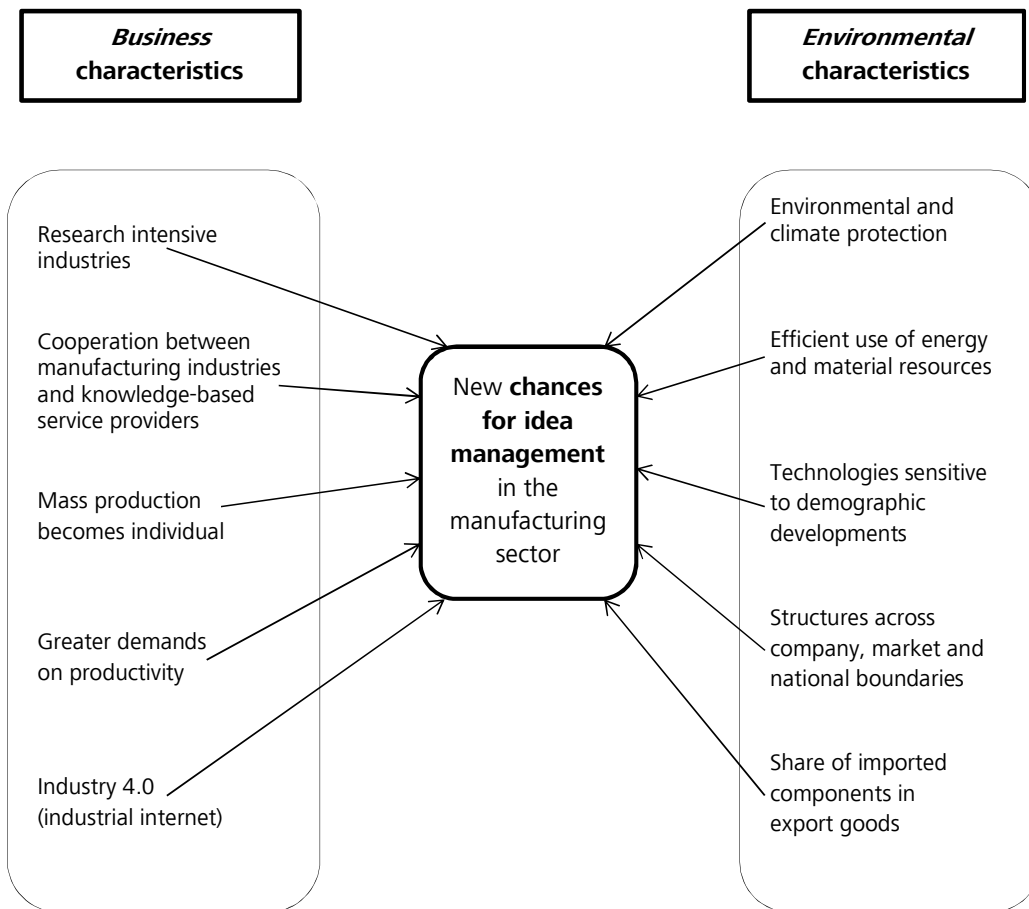 Business
characteristics
Environmental
characteristics
Research intensive
industries
Cooperation between
manufacturing industries
and knowledge-based
service providers
Mass production
becomes individual
Greater demands
on productivity
Industry 4.0
(industrial internet)
New chances
for idea
management
in the
manufacturing
sector
Environmental and
climate protection
Efficient use of energy
and material resources
Technologies sensitive
to demographic
developments
Structures across
company, market and
national boundaries
Share of imported
components in
export goods